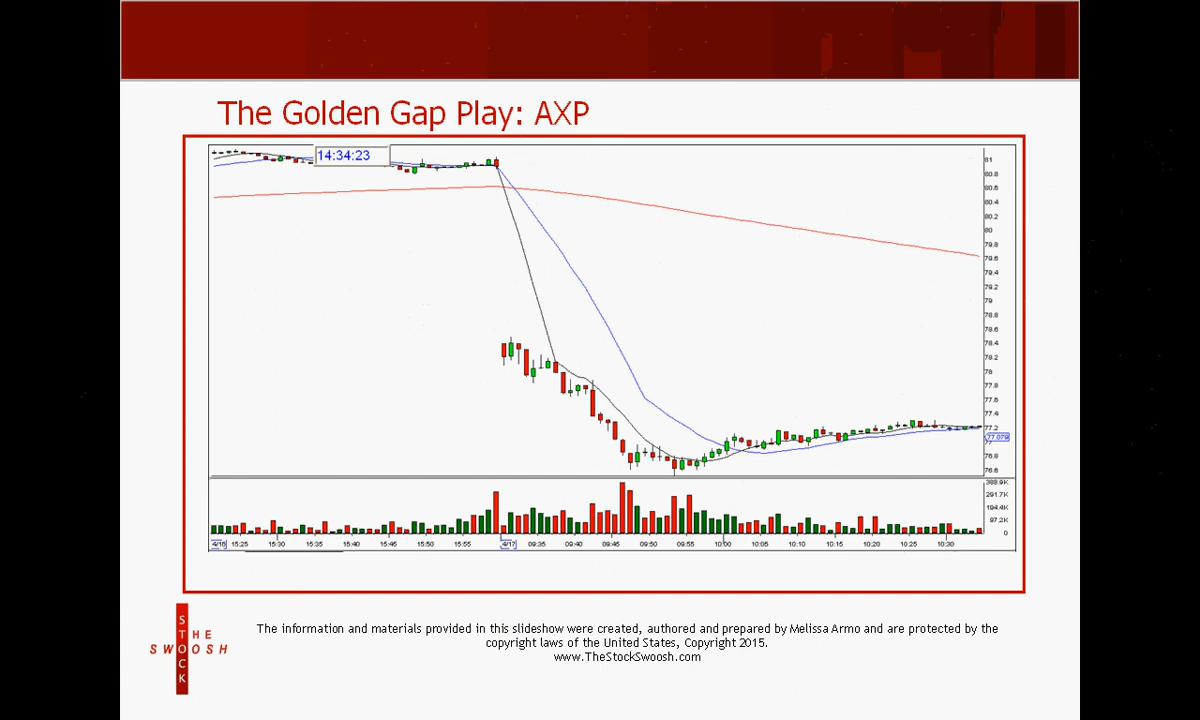 The Golden Gap Play: AXP
14:34:23
81
80.8
80.6
80.4
80.2
80
79.8
79.6
79.4
79.2
79
78.8
78.6
78.4
78.2
78
77.8
77.6
77.4
77.2
77.079
77
76.8
76.6
388.9K
291.7K
194.4K
97.2K
0
4/16 15:25 15:30 15:35 15:40 15:45 15:50 15:55 4/17 09:35 09:40 09:45 09:50 09:55 10:00 10:05 10:10 10:15 10:20 10:25 10:30
THE
STOCK
SWOOSH
The information and materials provided in this slideshow were created, authored and prepared by Melissa Armo and are protected by the
copyright laws of the United States, Copyright 2015.
www.TheStockSwoosh.com